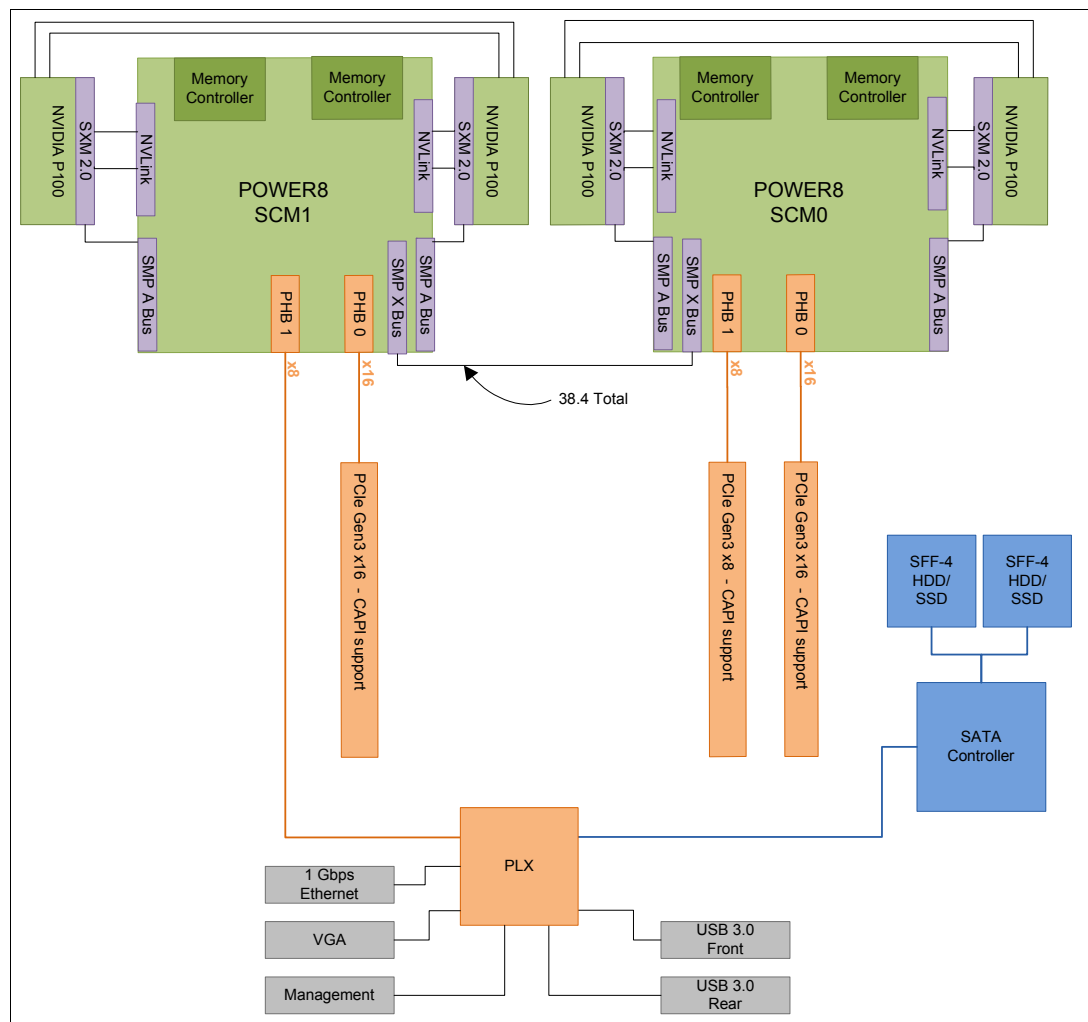 Memory
Controller
Memory
Controller
NVIDIA P100
SXM 2.0
NVLink
NVLink
SXM 2.0
NVIDIA P100
POWER8
SCM1
SMP A Bus
PHB 1
PHB 0
SMP X Bus
SMP A Bus
x8
x16
Memory
Controller
Memory
Controller
NVIDIA P100
SXM 2.0
NVLink
NVLink
SXM 2.0
NVIDIA P100
POWER8
SCM0
SMP A Bus
SMP X Bus
PHB 1
PHB 0
SMP A Bus
x8
x16
38.4 Total
PCIe Gen3 x16 - CAPI support
PCIe Gen3 x8 - CAPI support
PCIe Gen3 x16 - CAPI support
SFF-4
HDD/
SSD
SFF-4
HDD/
SSD
SATA
Controller
PLX
1 Gbps
Ethernet
VGA
Management
USB 3.0
Front
USB 3.0
Rear